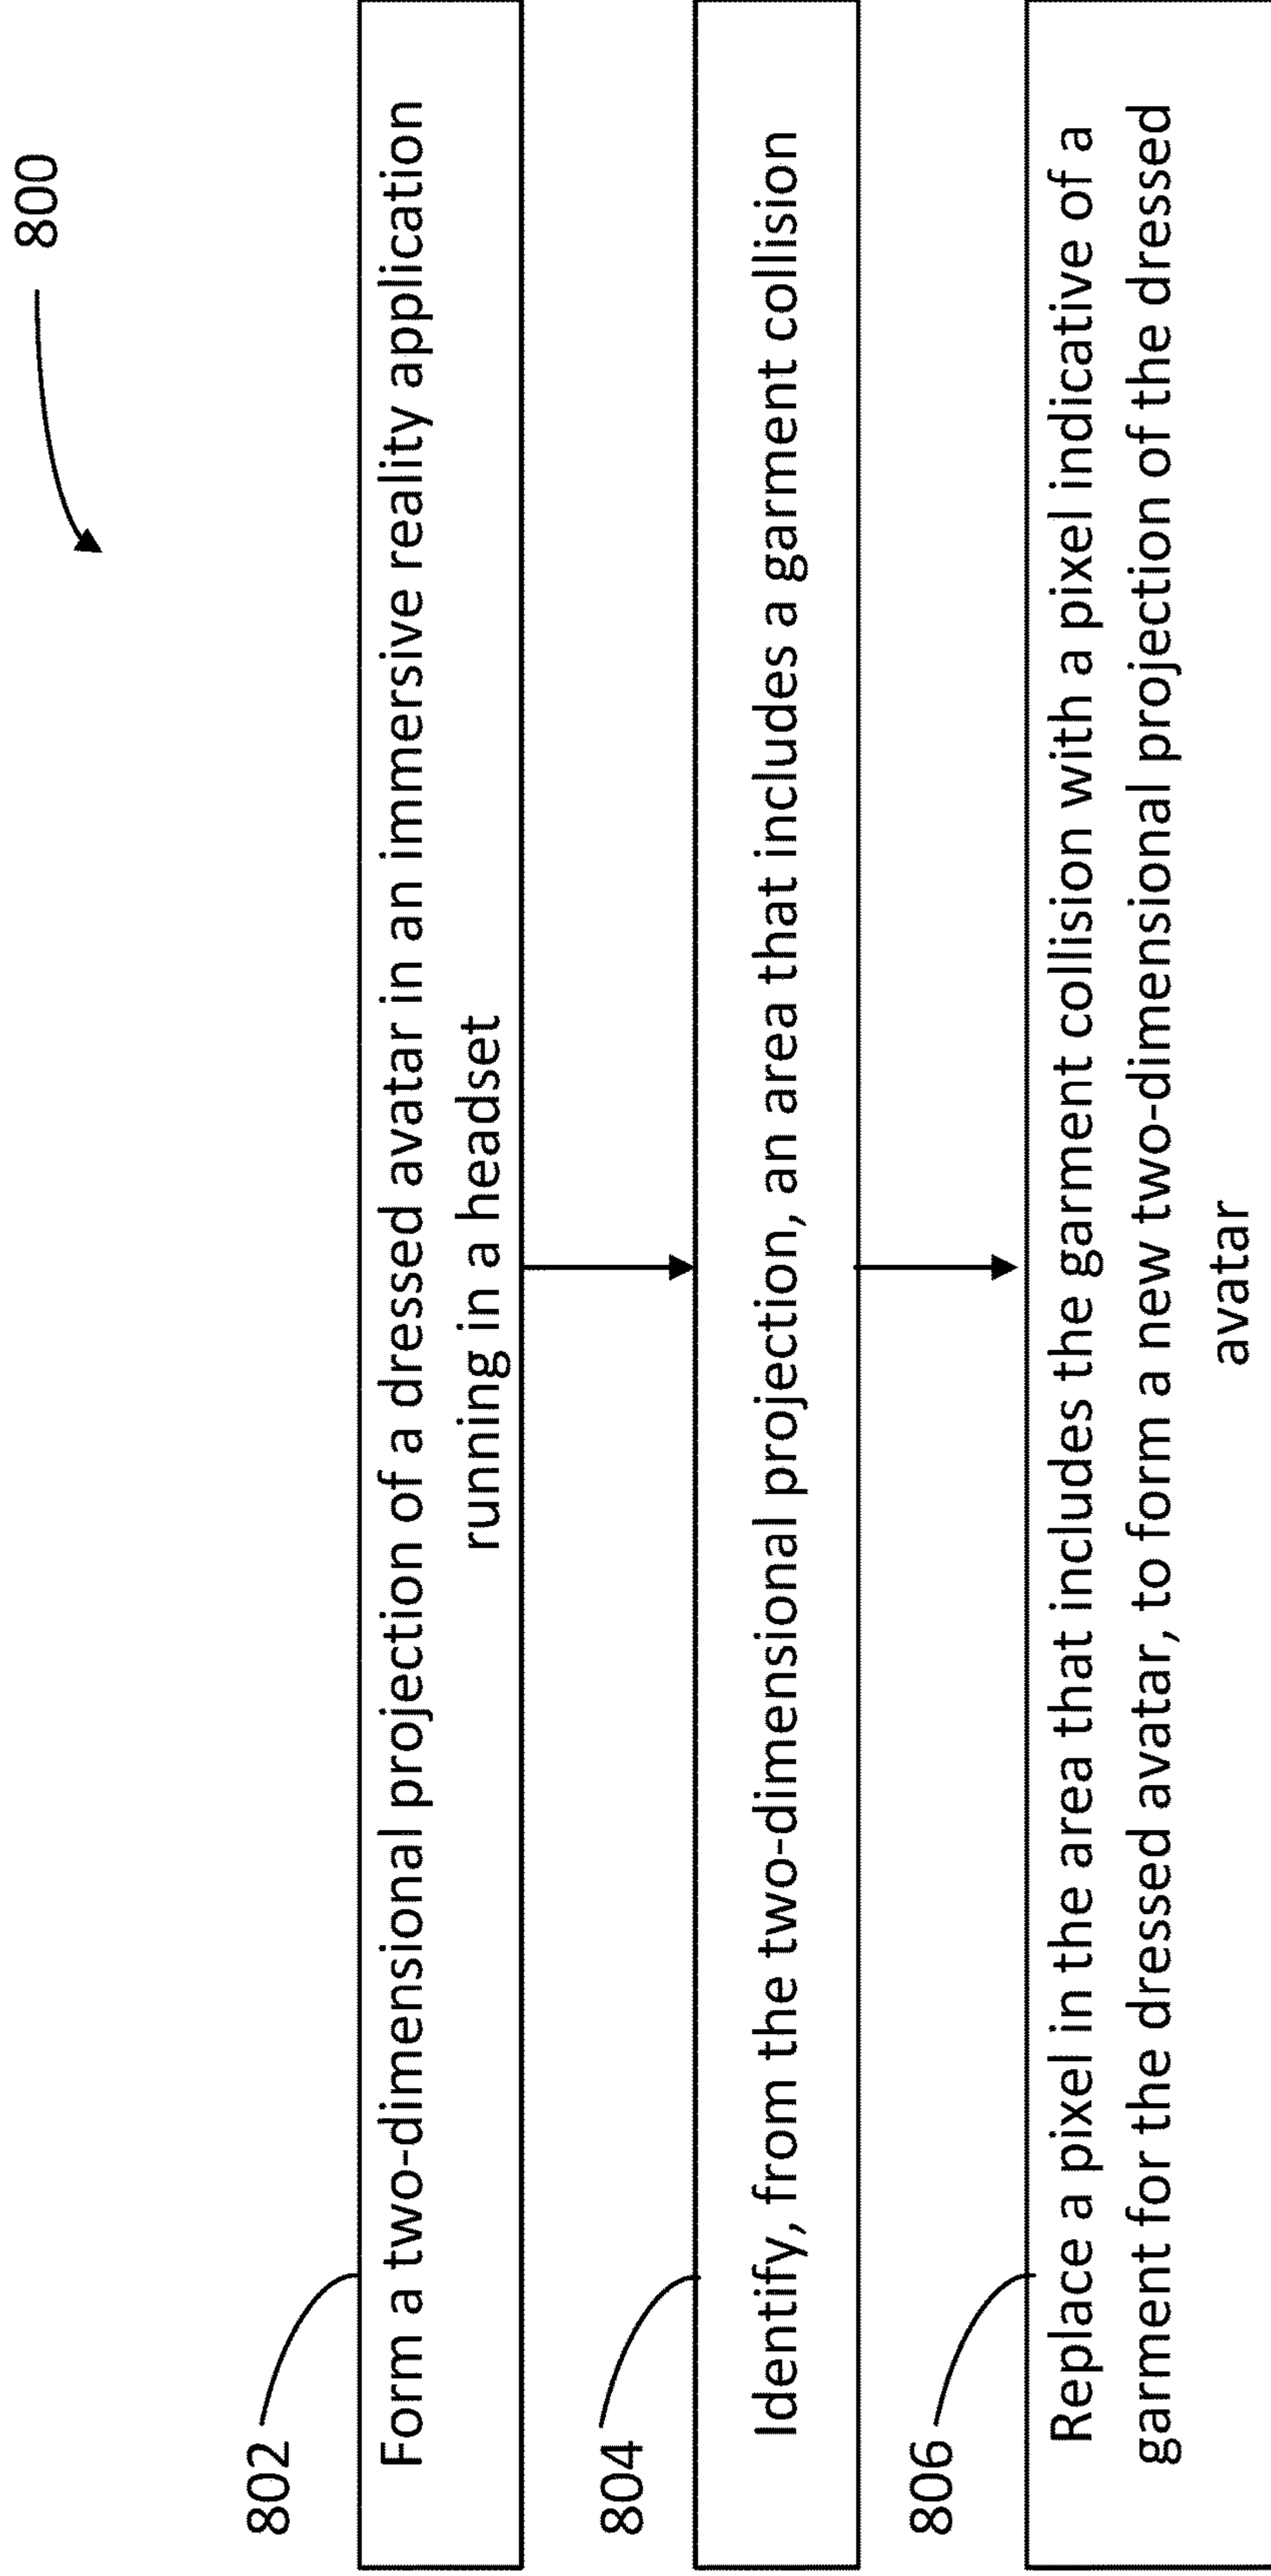 800
802
Form a two-dimensional projection of a dressed avatar in an immersive reality application
running in a headset
804
Identify, from the two-dimensional projection, an area that includes a garment collision
806
Replace a pixel in the area that includes the garment collision with a pixel indicative of a
garment for the dressed avatar, to form a new two-dimensional projection of the dressed
avatar